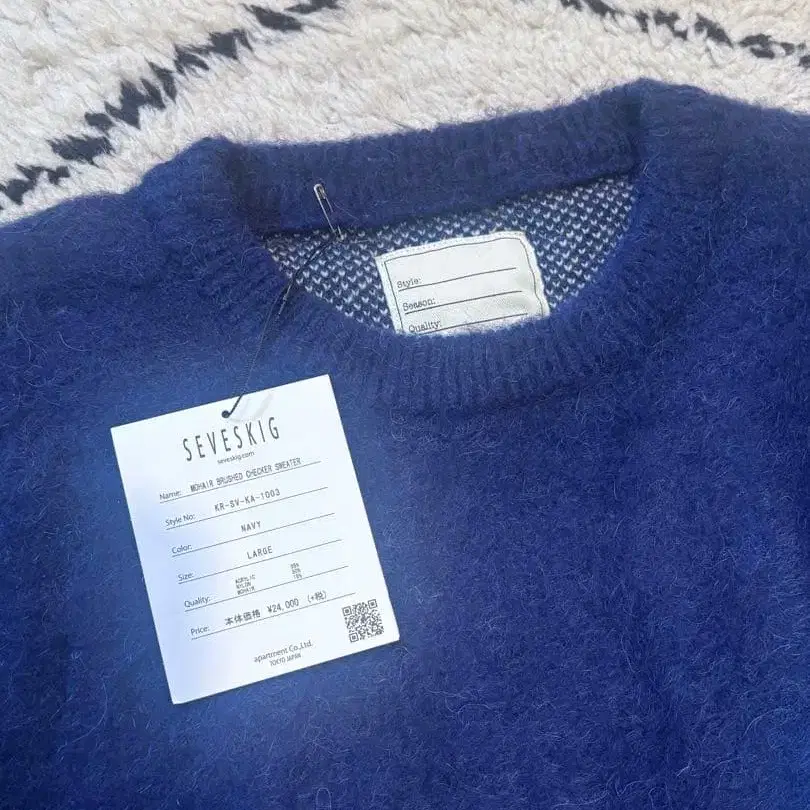 Style:
Season:
Quality:
SEVESKIG
seveskig.com
Name: MOHAIR BRUSHED CHECKER SWEATER
Style No: KR-SV-KA-1003
Color: NAVY
Size: LARGE
Quality: ACRYLIC
NYLON
MOHAIR
Price: 本体価格 ¥24,000 (+税)
apartment Co.,Ltd.
TOKYO JAPAN